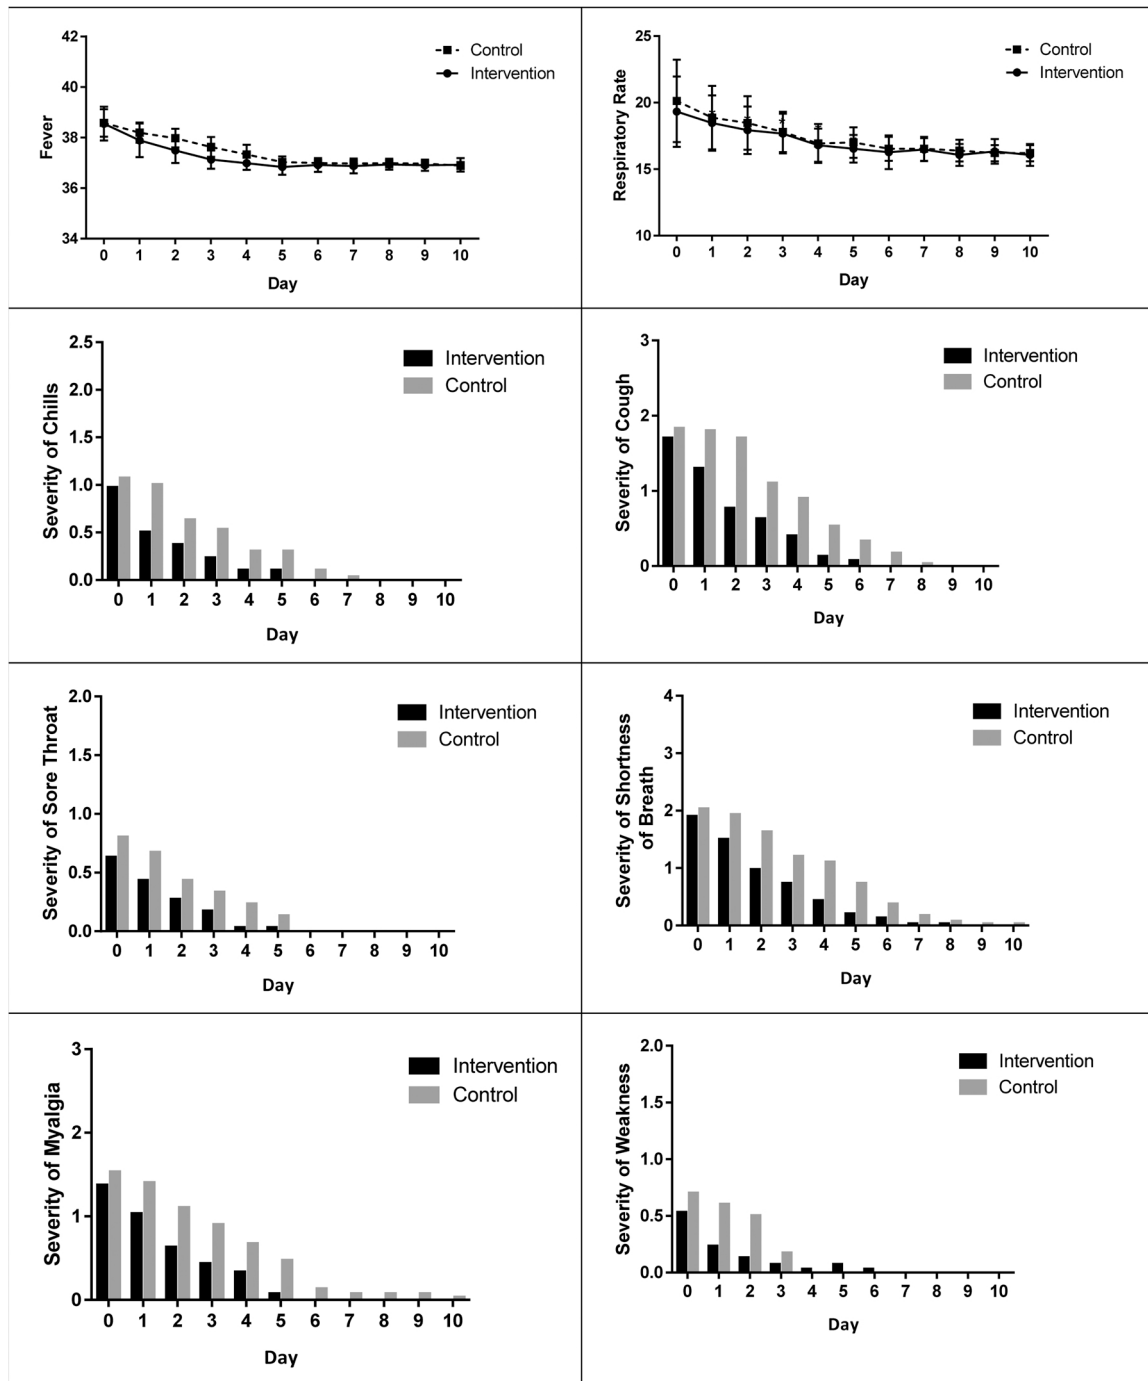 42
40
38
36
34
Fever
Control
Intervention
0 1 2 3 4 5 6 7 8 9 10
Day
25
20
15
10
Respiratory Rate
Control
Intervention
0 1 2 3 4 5 6 7 8 9 10
Day
2.5
2.0
1.5
1.0
0.5
0.0
Severity of Chills
Intervention
Control
0 1 2 3 4 5 6 7 8 9 10
Day
3
2
1
0
Severity of Cough
Intervention
Control
0 1 2 3 4 5 6 7 8 9 10
Day
2.0
1.5
1.0
0.5
0.0
Severity of Sore Throat
Intervention
Control
0 1 2 3 4 5 6 7 8 9 10
Day
4
3
2
1
0
Severity of Shortness
of Breath
Intervention
Control
0 1 2 3 4 5 6 7 8 9 10
Day
3
2
1
0
Severity of Myalgia
Intervention
Control
0 1 2 3 4 5 6 7 8 9 10
Day
2.0
1.5
1.0
0.5
0.0
Severity of Weakness
Intervention
Control
0 1 2 3 4 5 6 7 8 9 10
Day